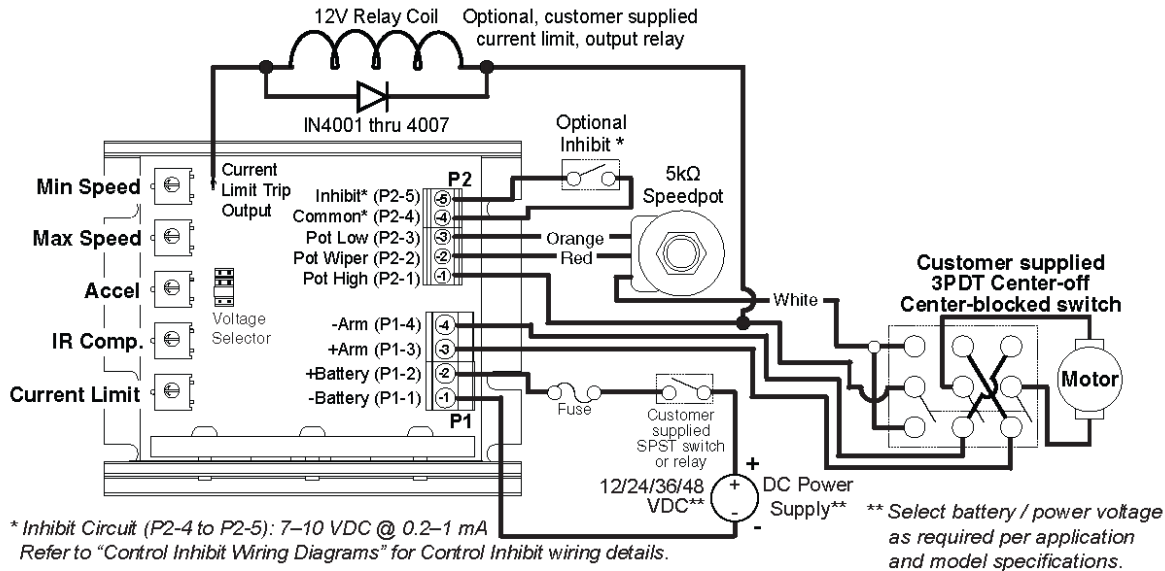 12V Relay Coil
Optional, customer supplied
current limit, output relay
IN4001 thru 4007
Optional
Inhibit *
5kΩ
Speedpot
Min Speed
Max Speed
Accel
IR Comp.
Current Limit
Current
Limit Trip
Output
Voltage
Selector
P2
Inhibit* (P2-5)
-5
Common* (P2-4)
-4
Pot Low (P2-3)
-3
Pot Wiper (P2-2)
-2
Pot High (P2-1)
-1
Orange
Red
White
-Arm (P1-4)
-4
+Arm (P1-3)
-3
+Battery (P1-2)
-2
-Battery (P1-1)
-1
P1
Fuse
Customer
supplied
SPST switch
or relay
Customer supplied
3PDT Center-off
Center-blocked switch
Motor
12/24/36/48
VDC**
+
+
-
-
DC Power
Supply**
* Inhibit Circuit (P2-4 to P2-5): 7–10 VDC @ 0.2–1 mA
Refer to “Control Inhibit Wiring Diagrams” for Control Inhibit wiring details.
** Select battery / power voltage
as required per application
and model specifications.